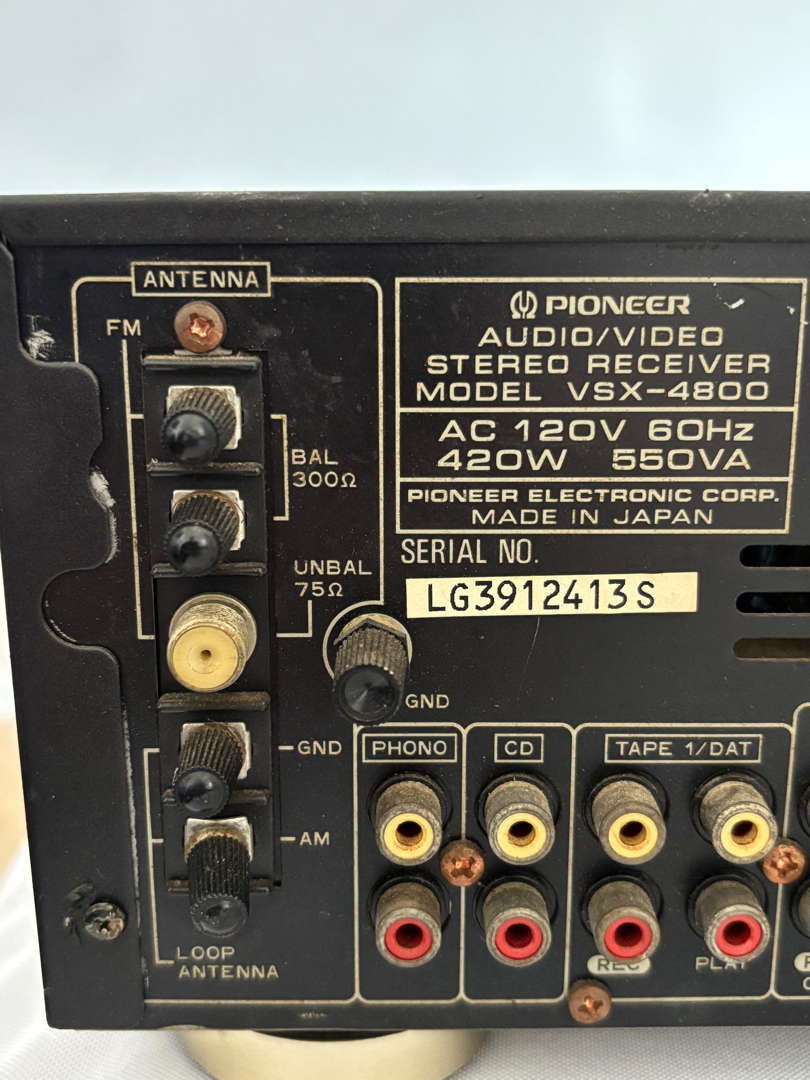 ANTENNA
FM
BAL
300Ω
UNBAL
75Ω
GND
GND
AM
LOOP
ANTENNA
PIONEER
AUDIO/VIDEO
STEREO RECEIVER
MODEL VSX-4800
AC 120V 60Hz
420W 550VA
PIONEER ELECTRONIC CORP.
MADE IN JAPAN
SERIAL NO.
LG3912413S
PHONO
CD
TAPE 1/DAT
REC
PLAY